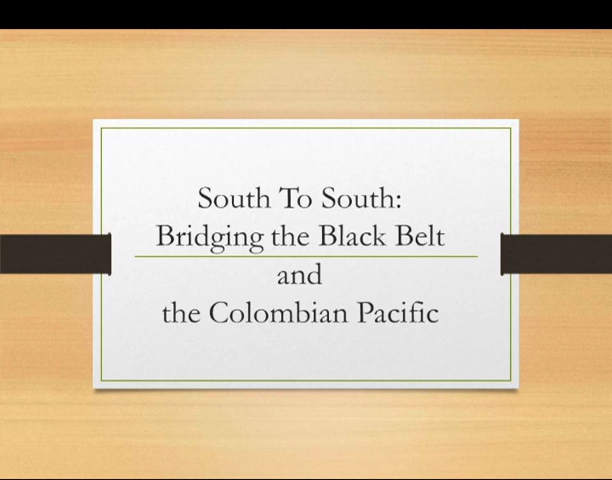 South To South:
Bridging the Black Belt
and
the Colombian Pacific